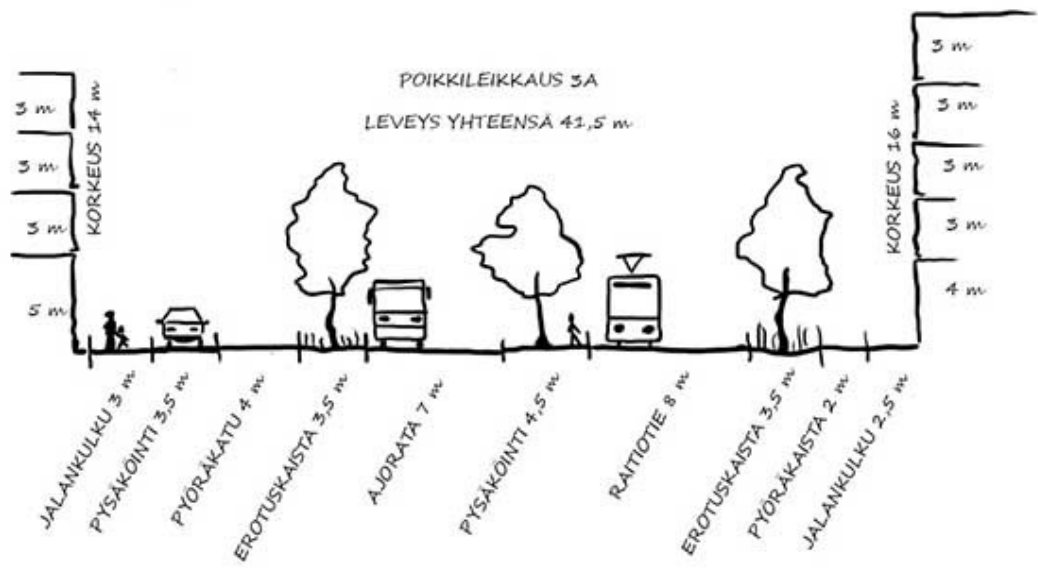 POIKKILEIKKAUS 3A
LEVEYS YHTEENSÄ 41,5 m
3 m
3 m
3 m
5 m
KORKEUS 14 m
KORKEUS 16 m
3 m
3 m
3 m
3 m
4 m
JALANKULKU 3 m
PYSÄKÖINTI 3,5 m
PYÖRÄKATU 4 m
EROTUSKAISTA 3,5 m
AJORATA 7 m
PYSÄKÖINTI 4,5 m
RAITIOTIE 8 m
EROTUSKAISTA 3,5 m
PYÖRÄKAISTA 2 m
JALANKULKU 2,5 m